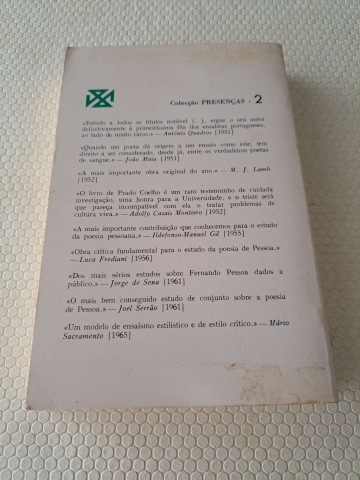 Colecção PRESENÇAS - 2
«Estudo a todos os títulos notável (...), ergue o seu autor
definitivamente à primeiríssima fila dos ensaístas portugueses,
ao lado de muito raros.» — António Quadros [1951]
«Quando um poeta dá origem a um ensaio como este, tem
direito a ser considerado, desde já, entre os verdadeiros poetas
de sangue.» — João Maia [1951]
«A mais importante obra original do ano.» — M. J. Lamb
[1952]
«O livro de Prado Coelho é um raro testemunho de cuidada
investigação, uma honra para a Universidade, e o triste será
que pareça incompatível com ela o tratar problemas de
cultura viva.» — Adolfo Casais Monteiro [1952]
«A mais importante contribuição que conhecemos para o estudo
da poesia pessoana.» — Ildefonso-Manuel Gil [1955]
«Obra crítica fundamental para o estudo da poesia de Pessoa.»
— Luca Frediani [1956]
«Dos mais sérios estudos sobre Fernando Pessoa dados a
público.» — Jorge de Sena [1961]
«O mais bem conseguido estudo de conjunto sobre a poesia
de Pessoa.» — Joel Serrão [1961]
«Um modelo de ensaísmo estilístico e de estilo crítico.» — Mário
Sacramento [1965]